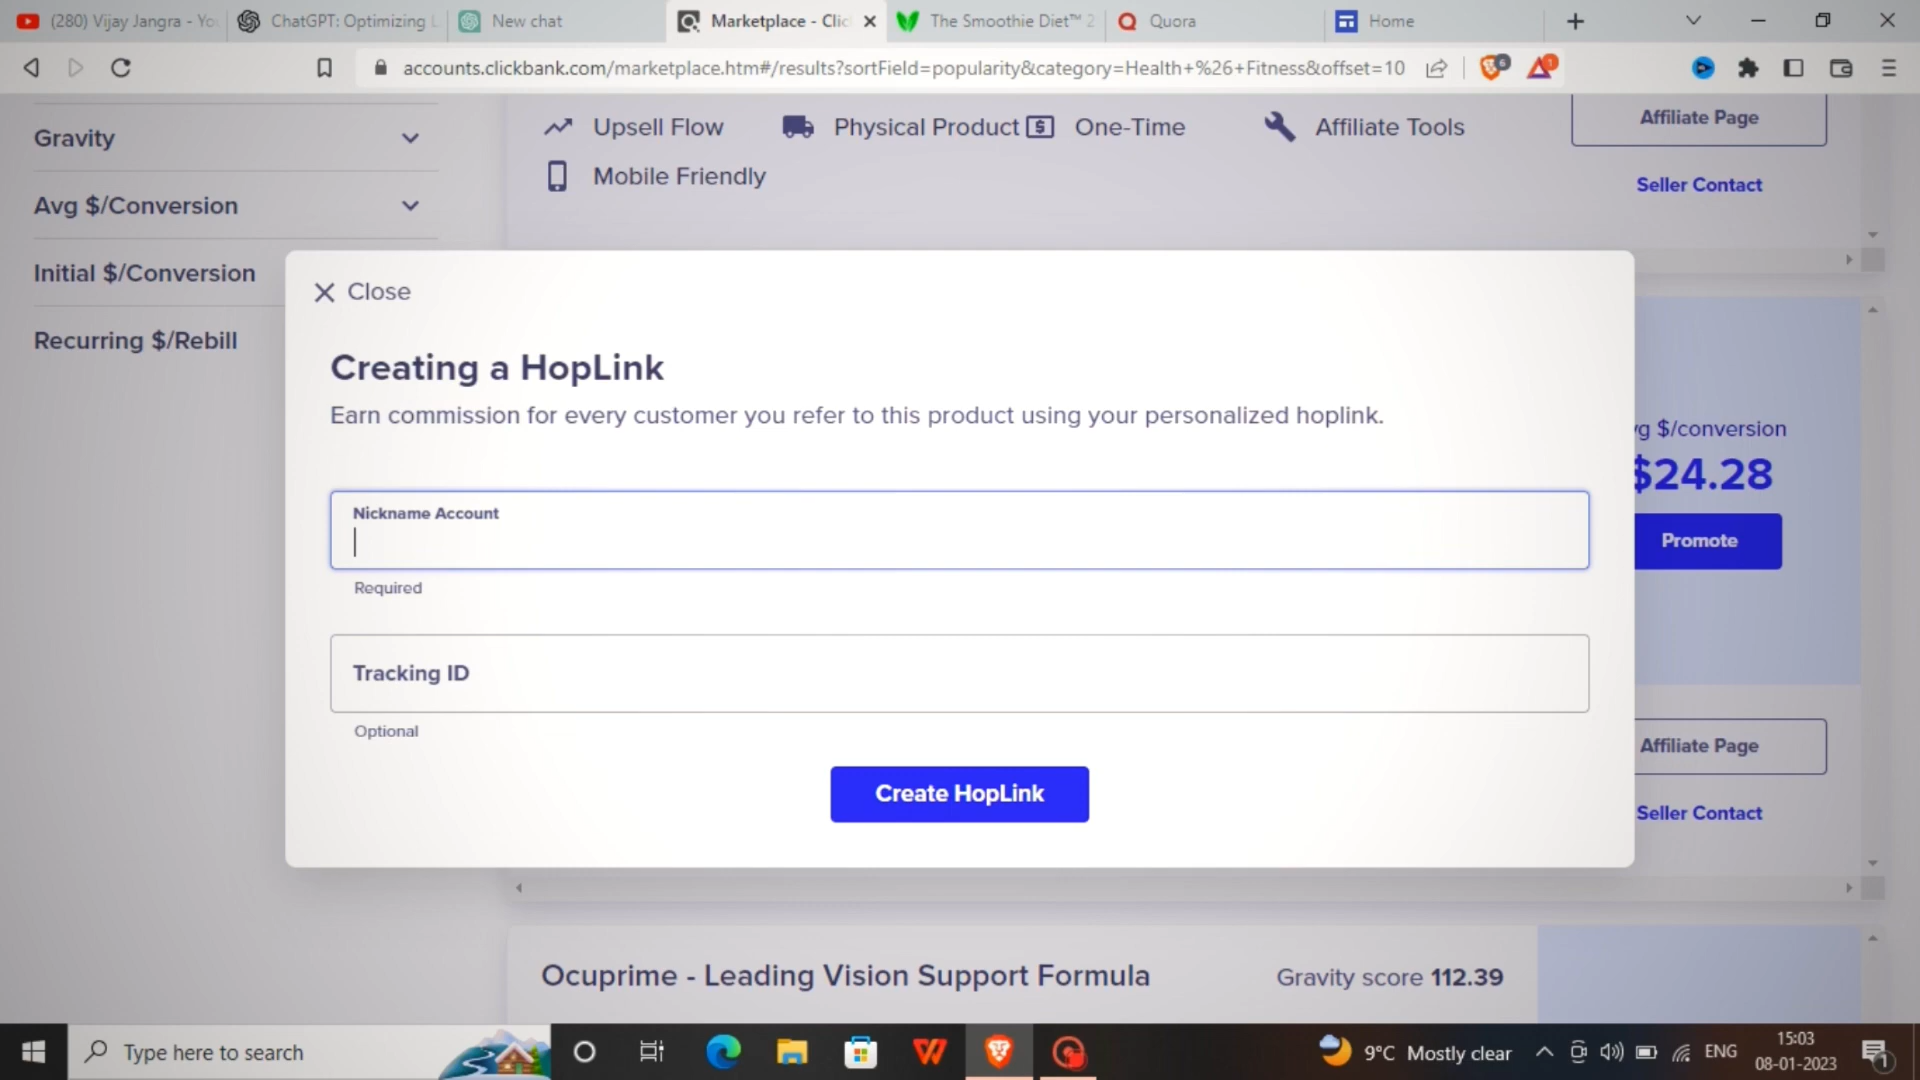 (280) Vijay Jangra - You
ChatGPT: Optimizing L
New chat
Marketplace - Clic
The Smoothie Diet™ 2
Quora
Home
accounts.clickbank.com/marketplace.htm#/results?sortField=popularity&category=Health+%26+Fitness&offset=10
6
1
Gravity
Avg $/Conversion
Initial $/Conversion
Recurring $/Rebill
Upsell Flow
Physical Product
One-Time
Affiliate Tools
Mobile Friendly
Affiliate Page
Seller Contact
Close
Creating a HopLink
Earn commission for every customer you refer to this product using your personalized hoplink.
Nickname Account
Required
Tracking ID
Optional
Create HopLink
vg $/conversion
$24.28
Promote
Affiliate Page
Seller Contact
Ocuprime - Leading Vision Support Formula
Gravity score 112.39
Type here to search
9°C Mostly clear
ENG
15:03
08-01-2023
1